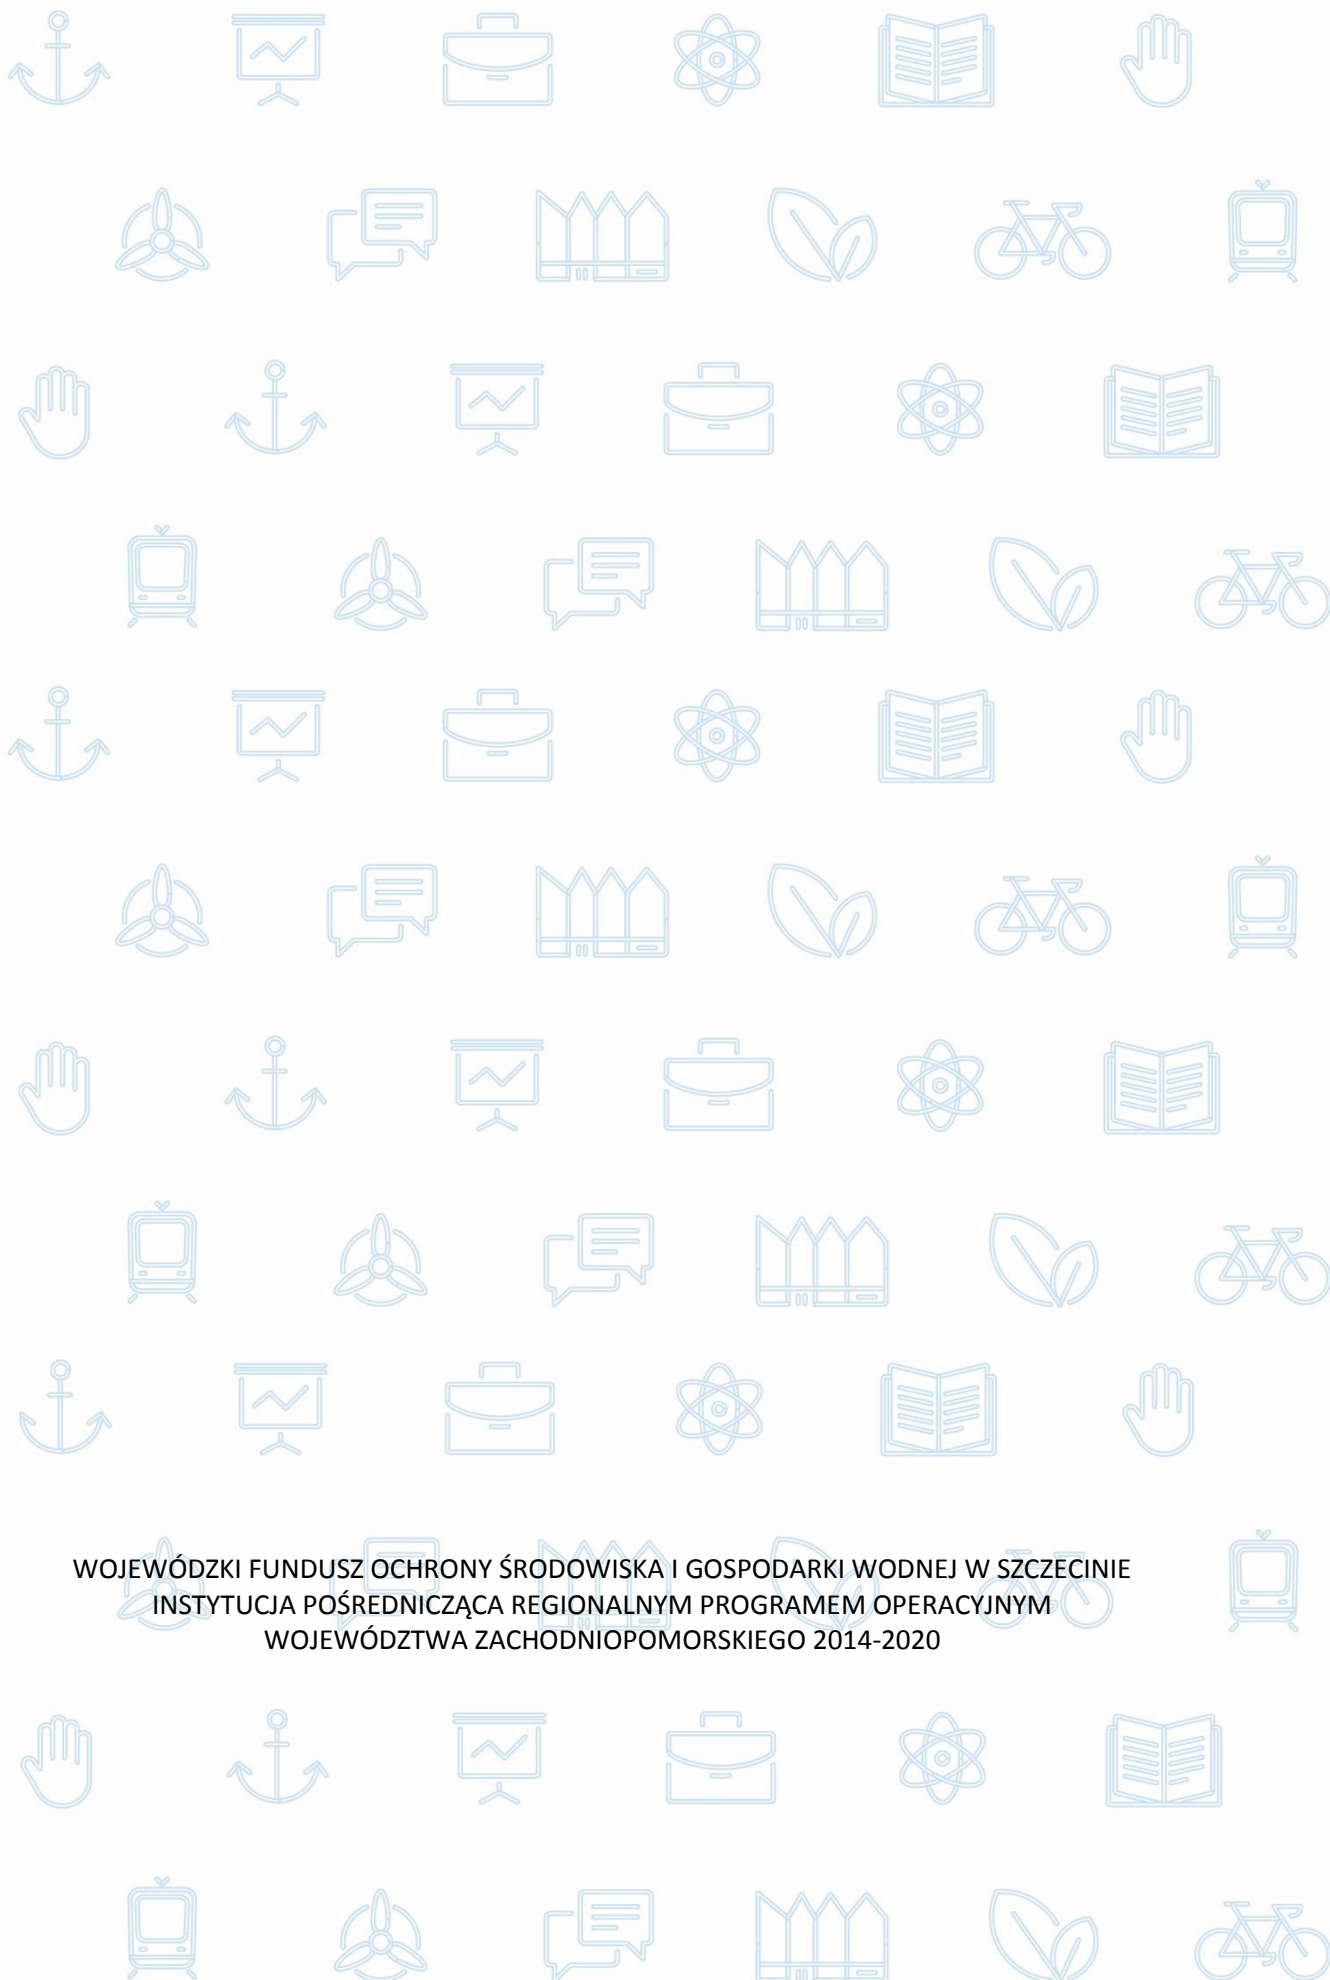 WOJEWÓDZKI FUNDUSZ OCHRONY ŚRODOWISKA I GOSPODARKI WODNEJ W SZCZECINIE
INSTYTUCJA POŚREDNICZĄCA REGIONALNYM PROGRAMEM OPERACYJNYM
WOJEWÓDZTWA ZACHODNIOPOMORSKIEGO 2014-2020